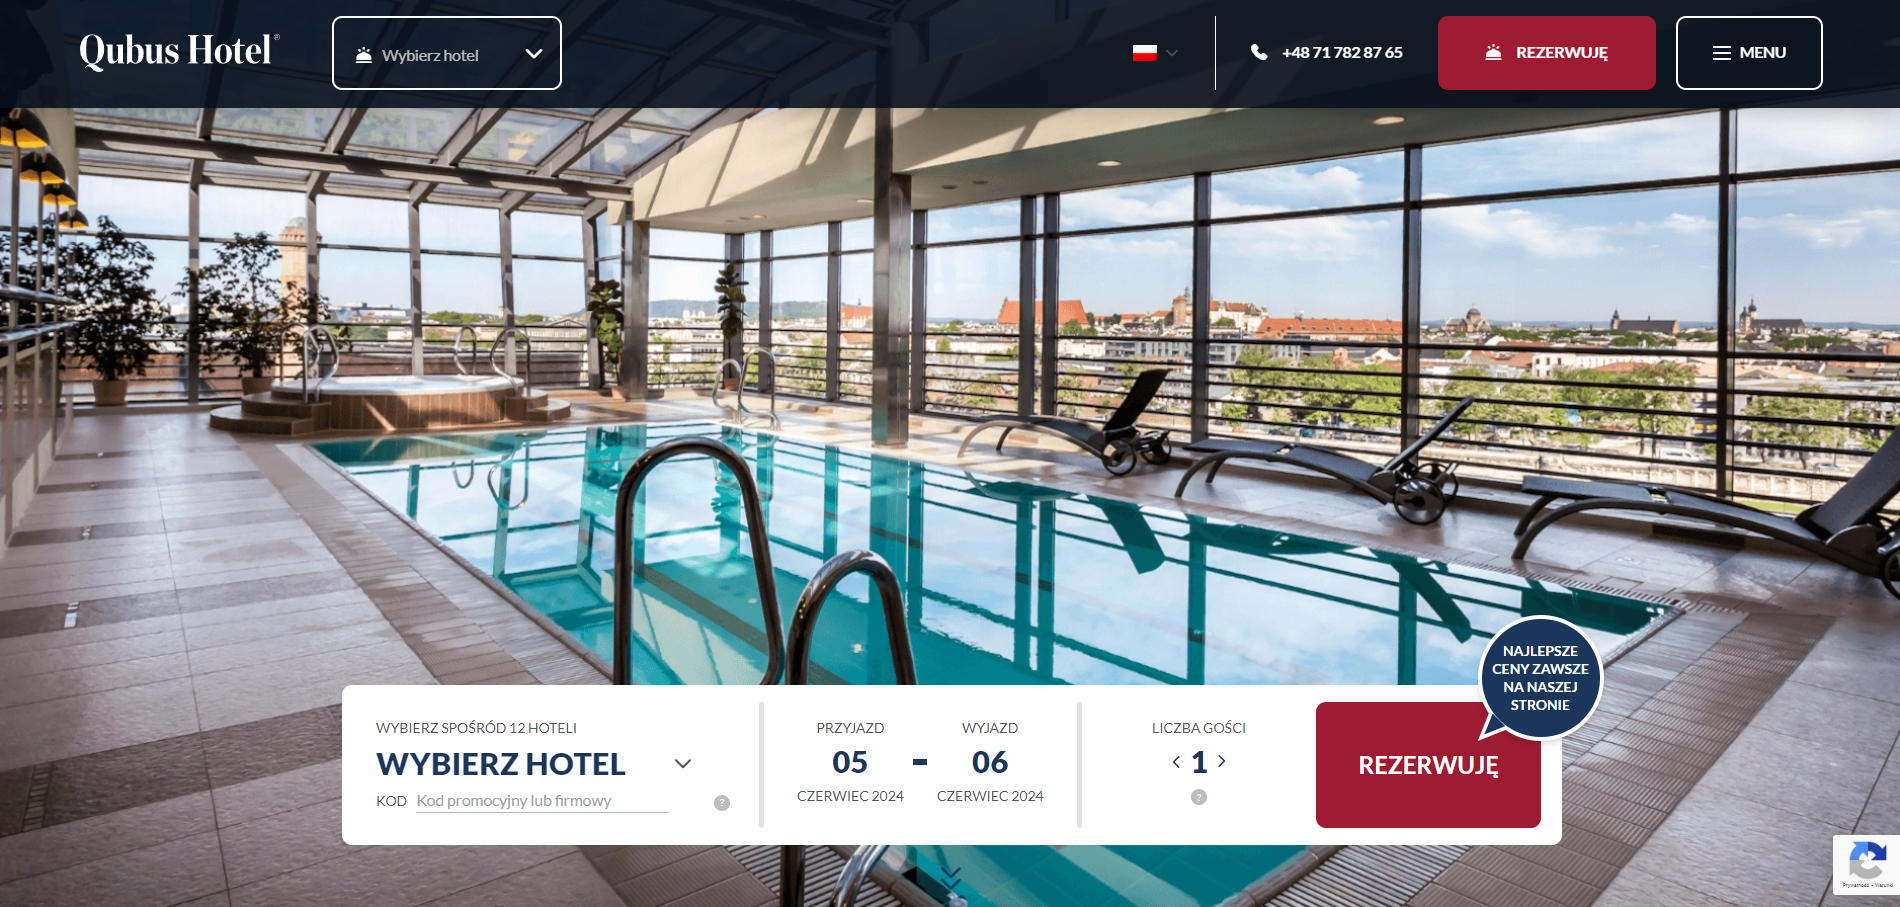 Qubus Hotel®
Wybierz hotel
+48 71 782 87 65
REZERWUJĘ
MENU
NAJLEPSZE
CENY ZAWSZE
NA NASZEJ
STRONIE
WYBIERZ SPOŚRÓD 12 HOTELI
WYBIERZ HOTEL
KOD Kod promocyjny lub firmowy
?
PRZYJAZD
05
CZERWIEC 2024
-
WYJAZD
06
CZERWIEC 2024
LICZBA GOŚCI
< 1 >
?
REZERWUJĘ
Prywatność - Warunki